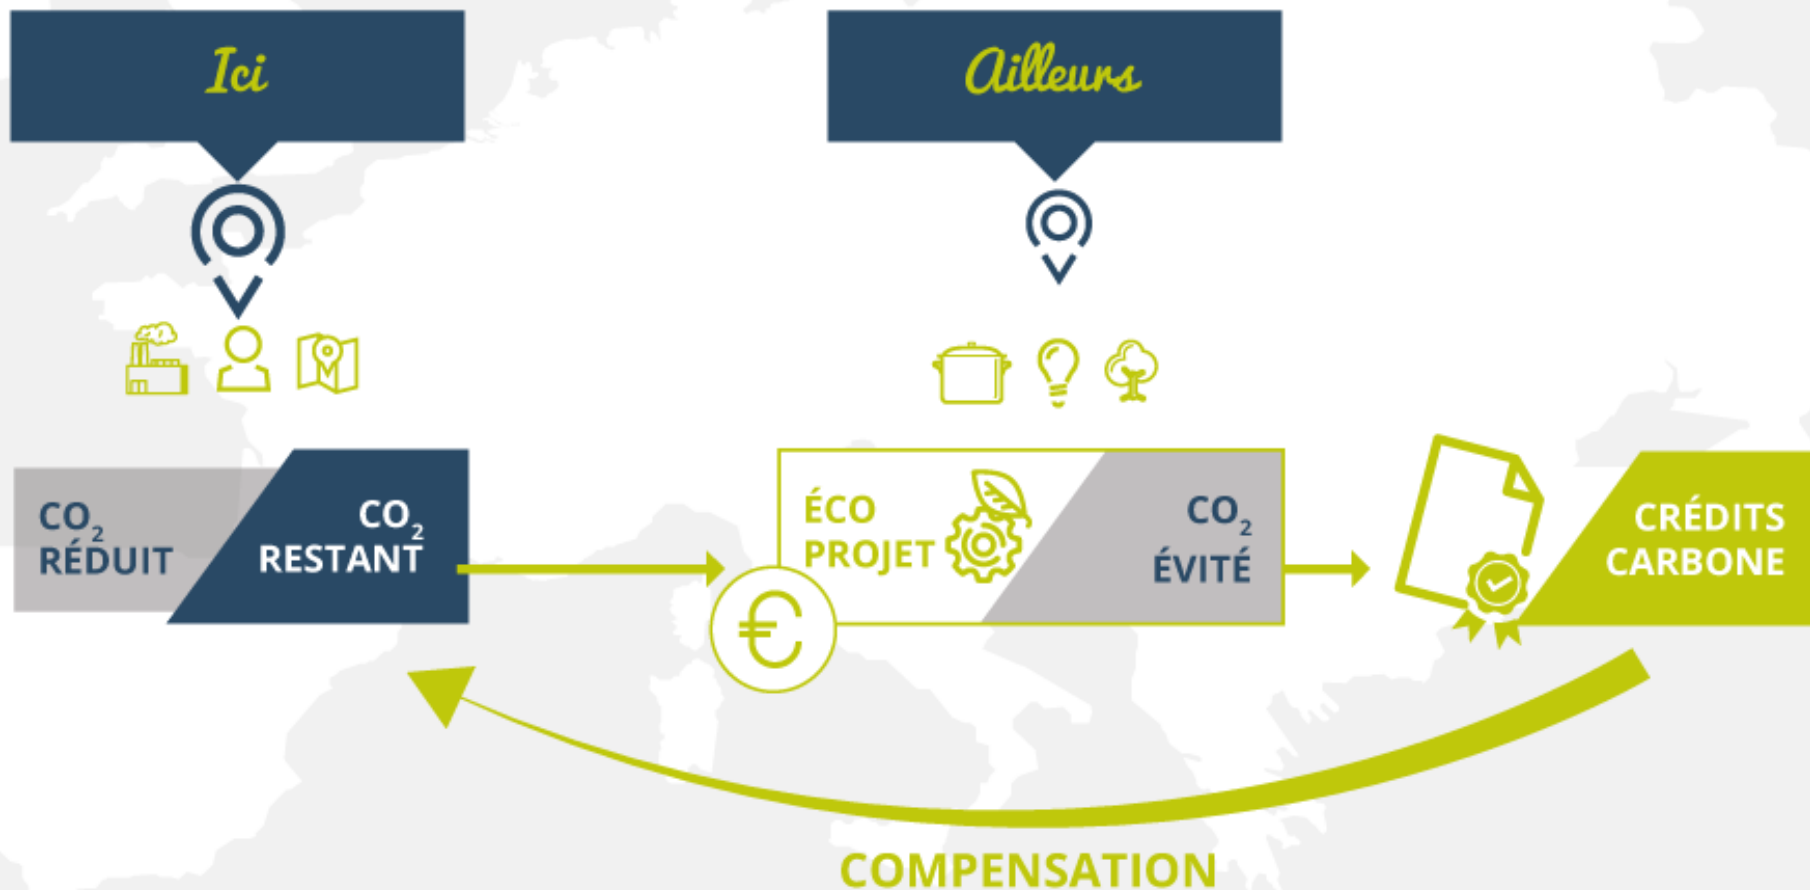 Ici
Ailleurs
CO₂
RÉDUIT
CO₂
RESTANT
€
ÉCO
PROJET
CO₂
ÉVITÉ
CRÉDITS
CARBONE
COMPENSATION